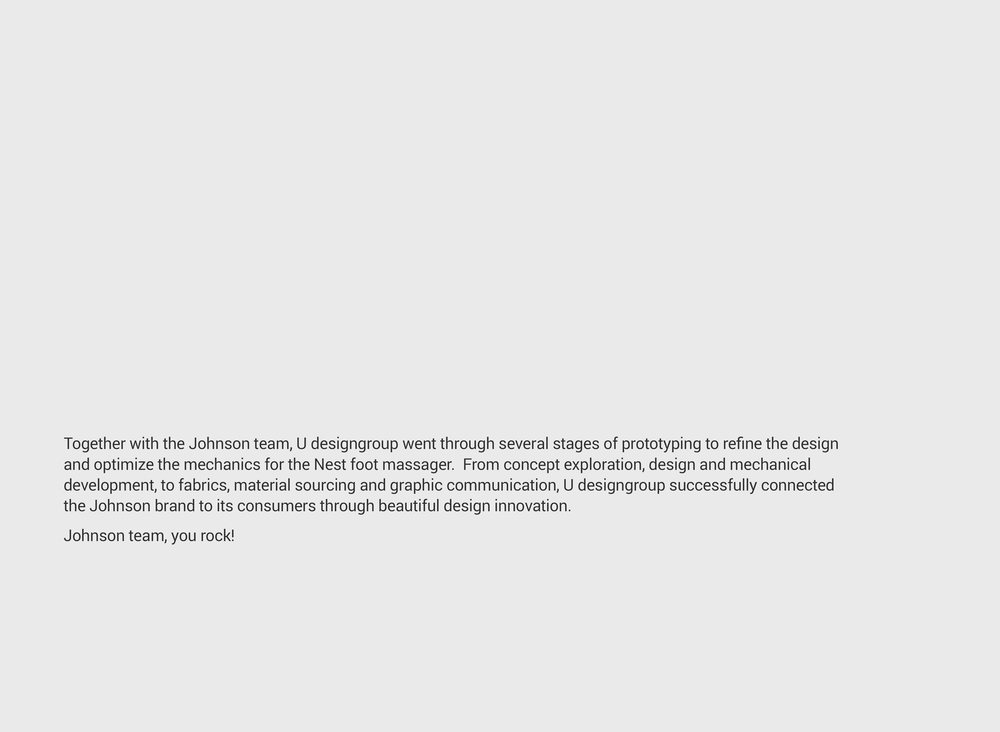 Together with the Johnson team, U designgroup went through several stages of prototyping to refine the design
and optimize the mechanics for the Nest foot massager.  From concept exploration, design and mechanical
development, to fabrics, material sourcing and graphic communication, U designgroup successfully connected
the Johnson brand to its consumers through beautiful design innovation.
Johnson team, you rock!